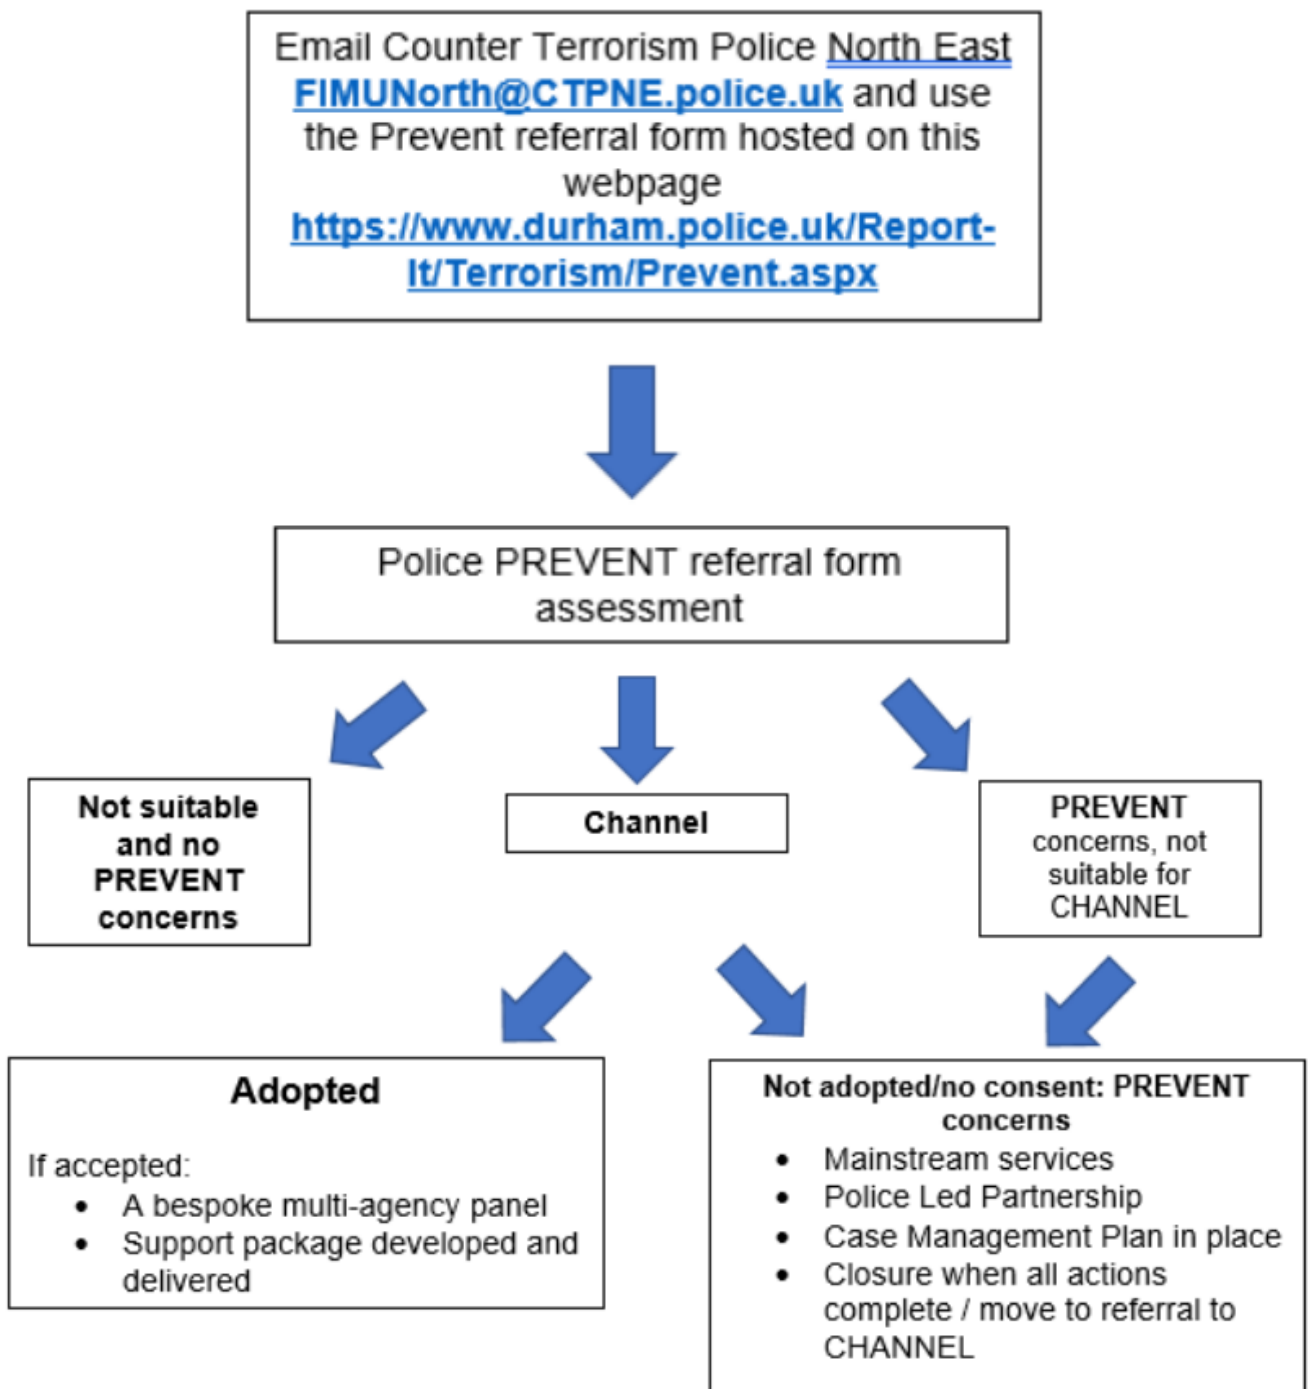 Email Counter Terrorism Police North East
FIMUNorth@CTPNE.police.uk and use
the Prevent referral form hosted on this
webpage
https://www.durham.police.uk/Report-
It/Terrorism/Prevent.aspx
Police PREVENT referral form
assessment
Not suitable
and no
PREVENT
concerns
Channel
PREVENT
concerns, not
suitable for
CHANNEL
Adopted
If accepted:
• A bespoke multi-agency panel
• Support package developed and
delivered
Not adopted/no consent: PREVENT
concerns
• Mainstream services
• Police Led Partnership
• Case Management Plan in place
• Closure when all actions
complete / move to referral to
CHANNEL